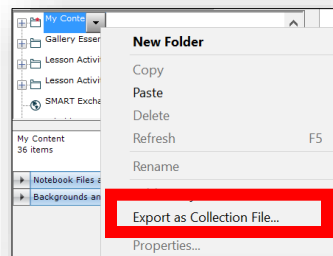 My Conte
Gallery Esser
Lesson Activi
Lesson Activi
SMART Excha
My Content
36 items
Notebook Files a
Backgrounds an
New Folder
Copy
Paste
Delete
Refresh F5
Rename
Export as Collection File...
Properties...